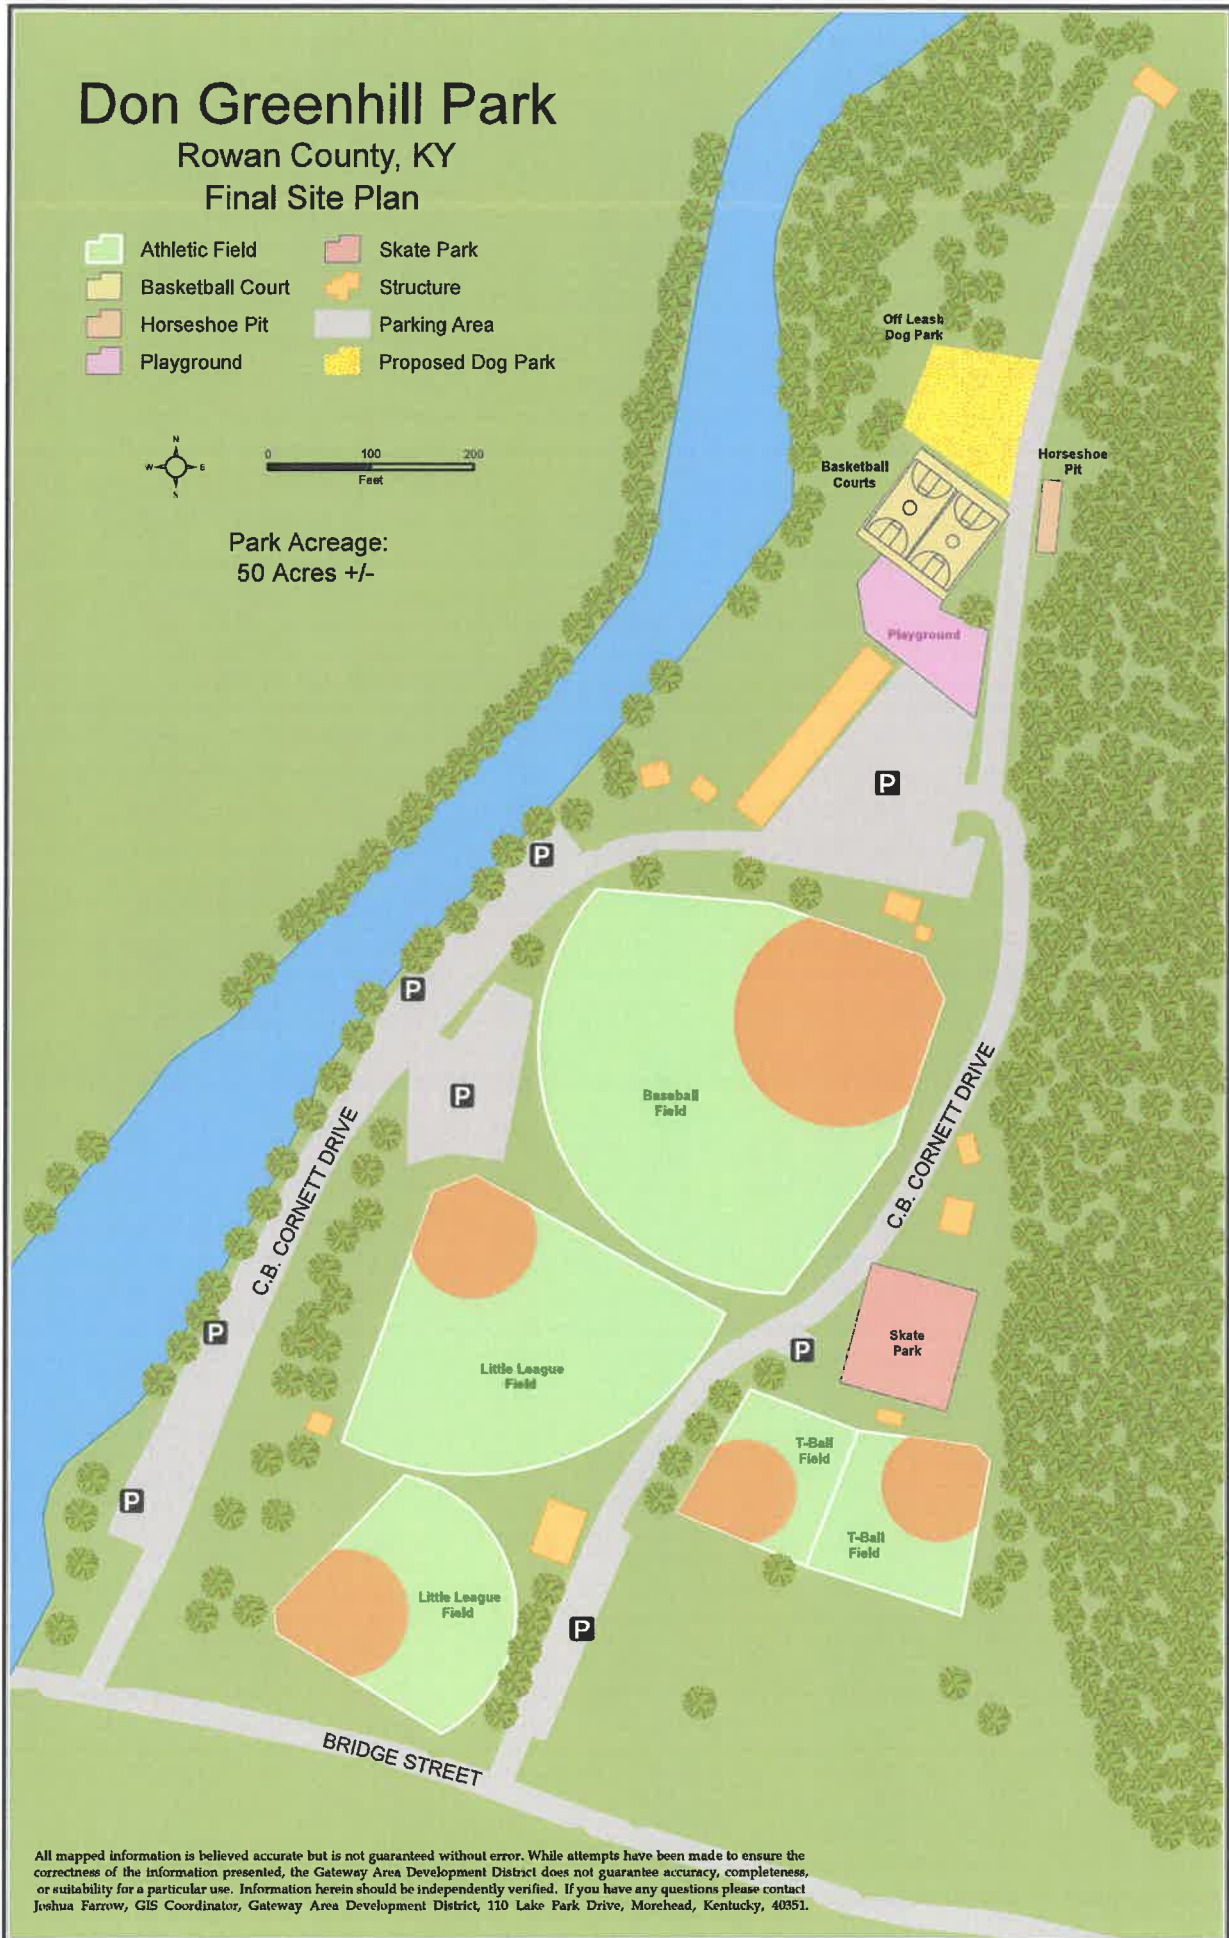 Don Greenhill Park
Rowan County, KY
Final Site Plan
Athletic Field
Basketball Court
Horseshoe Pit
Playground
Skate Park
Structure
Parking Area
Proposed Dog Park
N
W E
S
0 100 200
Feet
Park Acreage:
50 Acres +/-
Off Leash
Dog Park
Basketball
Courts
Horseshoe
Pit
Playground
P
P
P
P
Baseball
Field
C.B. CORNETT DRIVE
C.B. CORNETT DRIVE
P
P
Skate
Park
Little League
Field
T-Ball
Field
P
T-Ball
Field
Little League
Field
P
BRIDGE STREET
All mapped information is believed accurate but is not guaranteed without error. While attempts have been made to ensure the
correctness of the information presented, the Gateway Area Development District does not guarantee accuracy, completeness,
or suitability for a particular use. Information herein should be independently verified. If you have any questions please contact
Joshua Farrow, GIS Coordinator, Gateway Area Development District, 110 Lake Park Drive, Morehead, Kentucky, 40351.